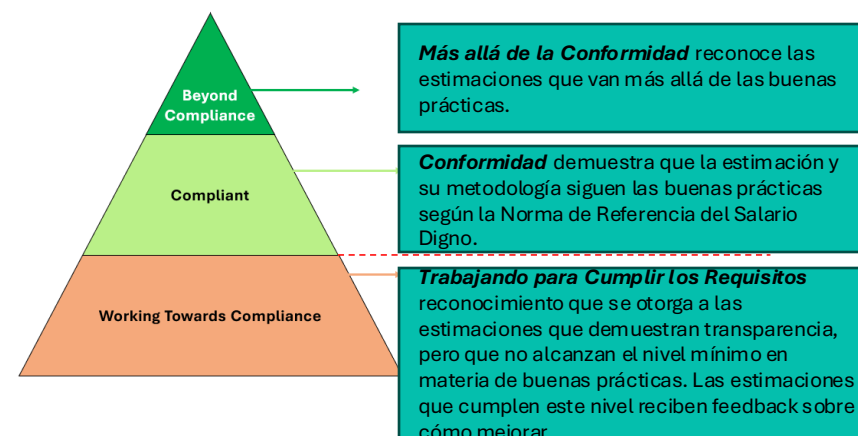 Beyond
Compliance
Más allá de la Conformidad reconoce las
estimaciones que van más allá de las buenas
prácticas.
Compliant
Conformidad demuestra que la estimación y
su metodología siguen las buenas prácticas
según la Norma de Referencia del Salario
Digno.
Working Towards Compliance
Trabajando para Cumplir los Requisitos
reconocimiento que se otorga a las
estimaciones que demuestran transparencia,
pero que no alcanzan el nivel mínimo en
materia de buenas prácticas. Las estimaciones
que cumplen este nivel reciben feedback sobre
cómo mejorar